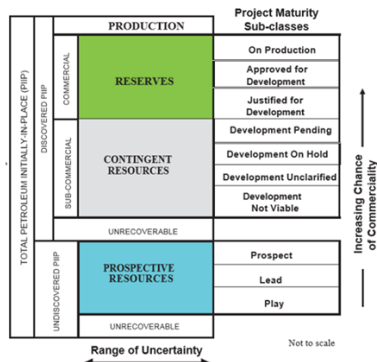 Project Maturity
Sub-classes
PRODUCTION
On Production
Approved for
Development
Justified for
Development
RESERVES
Development Pending
Development On Hold
Development Unclarified
Development
Not Viable
CONTINGENT
RESOURCES
UNRECOVERABLE
Prospect
Lead
Play
PROSPECTIVE
RESOURCES
UNRECOVERABLE
TOTAL PETROLEUM INITIALLY-IN-PLACE (PIIP)
DISCOVERED PIIP
UNDISCOVERED PIIP
COMMERCIAL
SUB-COMMERCIAL
Increasing Chance
of Commerciality
Not to scale
Range of Uncertainty